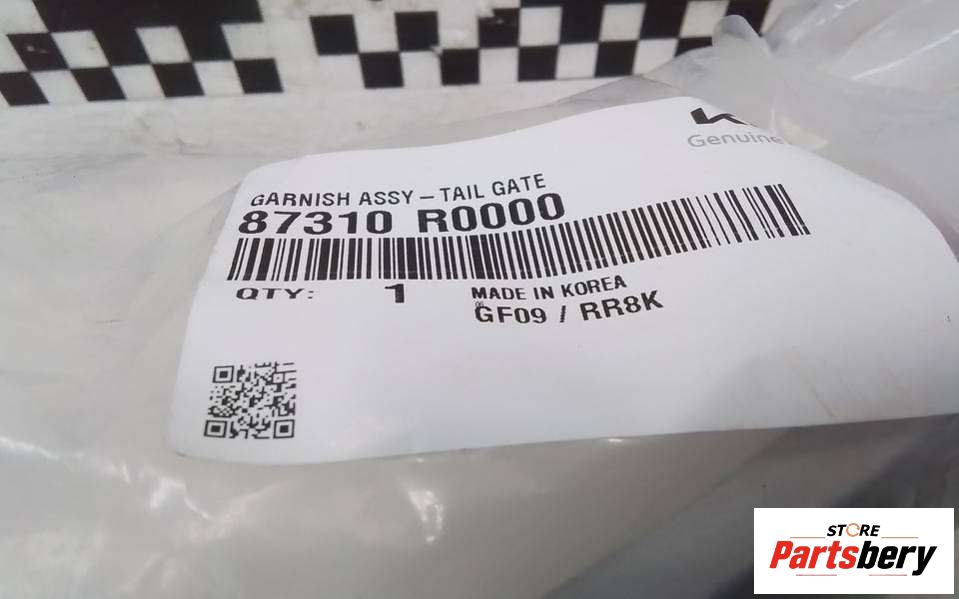 Genuine
GARNISH ASSY – TAIL GATE
87310 R0000
QTY: 1
MADE IN KOREA
GF09 / RR8K
STORE
Partsbery